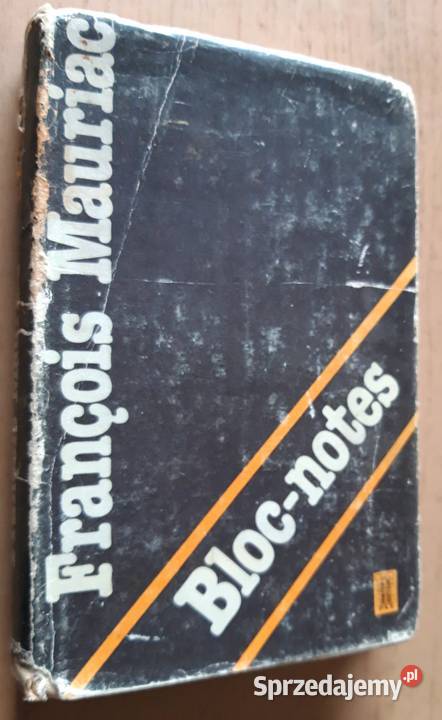 François Mauriac
Bloc-notes
Sprzedajemy.pl